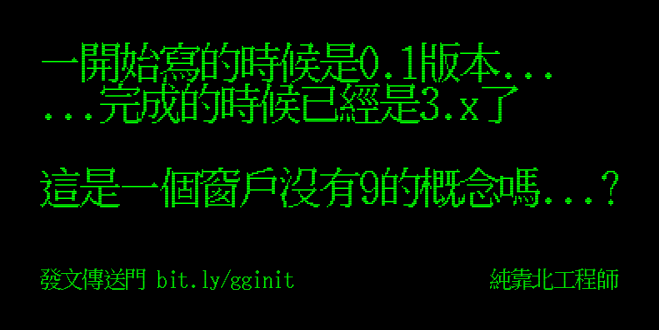 一開始寫的時候是0.1版本...
...完成的時候已經是3.x了
這是一個窗戶沒有9的概念嗎...?
發文傳送門 bit.ly/gginit
純靠北工程師